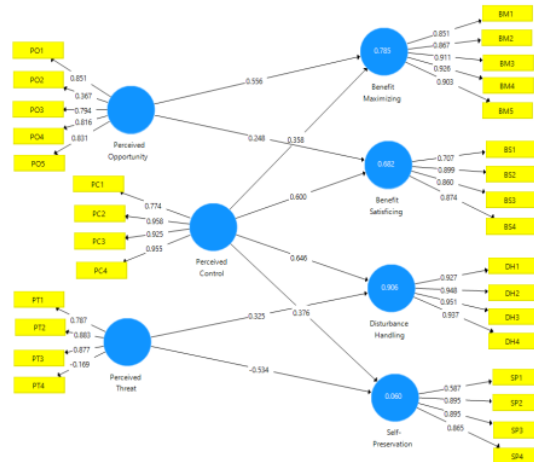 BM1
0.851
BM2
PO1
0.867
0.785
BM3
0.911
PO2
0.926
BM4
0.851
0.903
0.367
Benefit
Maximizing
BM5
PO3
0.794
0.556
0.816
PO4
0.831
PO5
Perceived
Opportunity
0.248
0.358
BS1
0.707
PC1
0.682
0.899
BS2
0.774
0.860
BS3
PC2
0.600
Benefit
Satisficing
0.874
0.958
BS4
PC3
0.925
0.955
PC4
Perceived
Control
0.646
DH1
0.927
PT1
0.906
0.948
DH2
0.787
0.325
0.376
0.951
DH3
PT2
0.883
Disturbance
Handling
0.937
DH4
PT3
0.877
-0.169
PT4
-0.534
Perceived
Threat
SP1
0.587
0.060
0.895
SP2
0.895
SP3
Self-
Preservation
0.865
SP4